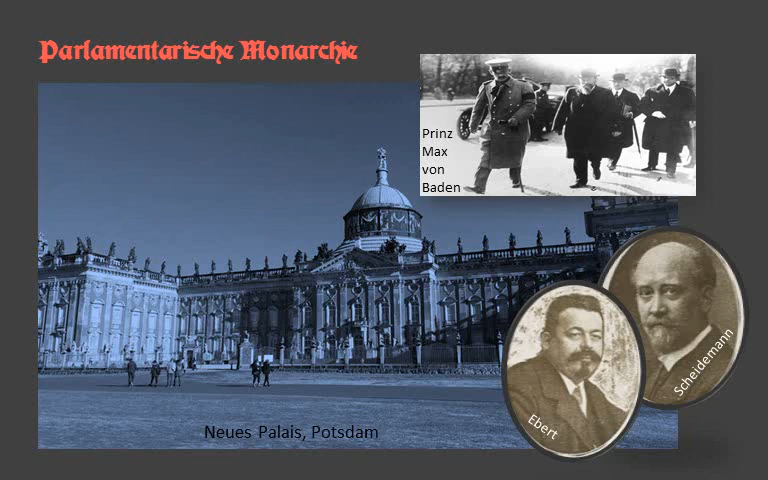 Parlamentarische Monarchie
Prinz
Max
von
Baden
Scheidemann
Ebert
Neues Palais, Potsdam